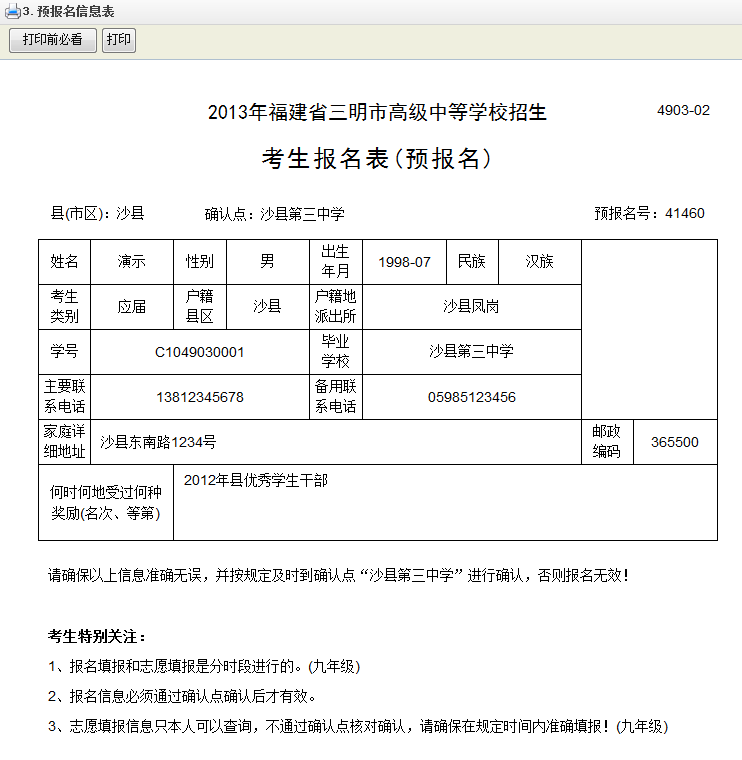 3. 预报名信息表
打印前必看 打印
2013年福建省三明市高级中等学校招生 4903-02
考生报名表(预报名)
县(市区)：沙县 确认点：沙县第三中学 预报名号：41460
姓名 演示 性别 男 出生年月 1998-07 民族 汉族
考生类别 应届 户籍县区 沙县 户籍地派出所 沙县凤岗
学号 C1049030001 毕业学校 沙县第三中学
主要联系电话 13812345678 备用联系电话 05985123456
家庭详细地址 沙县东南路1234号 邮政编码 365500
何时何地受过何种奖励(名次、等第) 2012年县优秀学生干部
请确保以上信息准确无误，并按规定及时到确认点“沙县第三中学”进行确认，否则报名无效！
考生特别关注：
1、报名填报和志愿填报是分时段进行的。(九年级)
2、报名信息必须通过确认点确认后才有效。
3、志愿填报信息只本人可以查询，不通过确认点核对确认，请确保在规定时间内准确填报！(九年级)